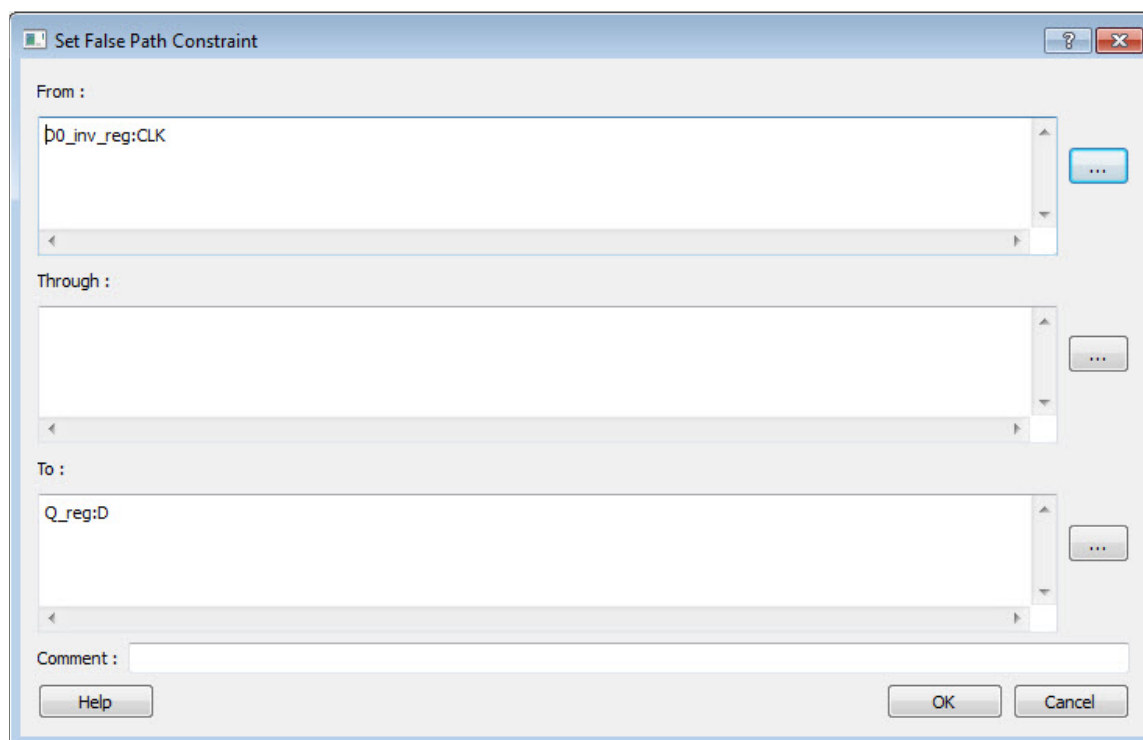 Set False Path Constraint
From :
D0_inv_reg:CLK
...
Through :
...
To :
Q_reg:D
...
Comment :
Help
OK
Cancel